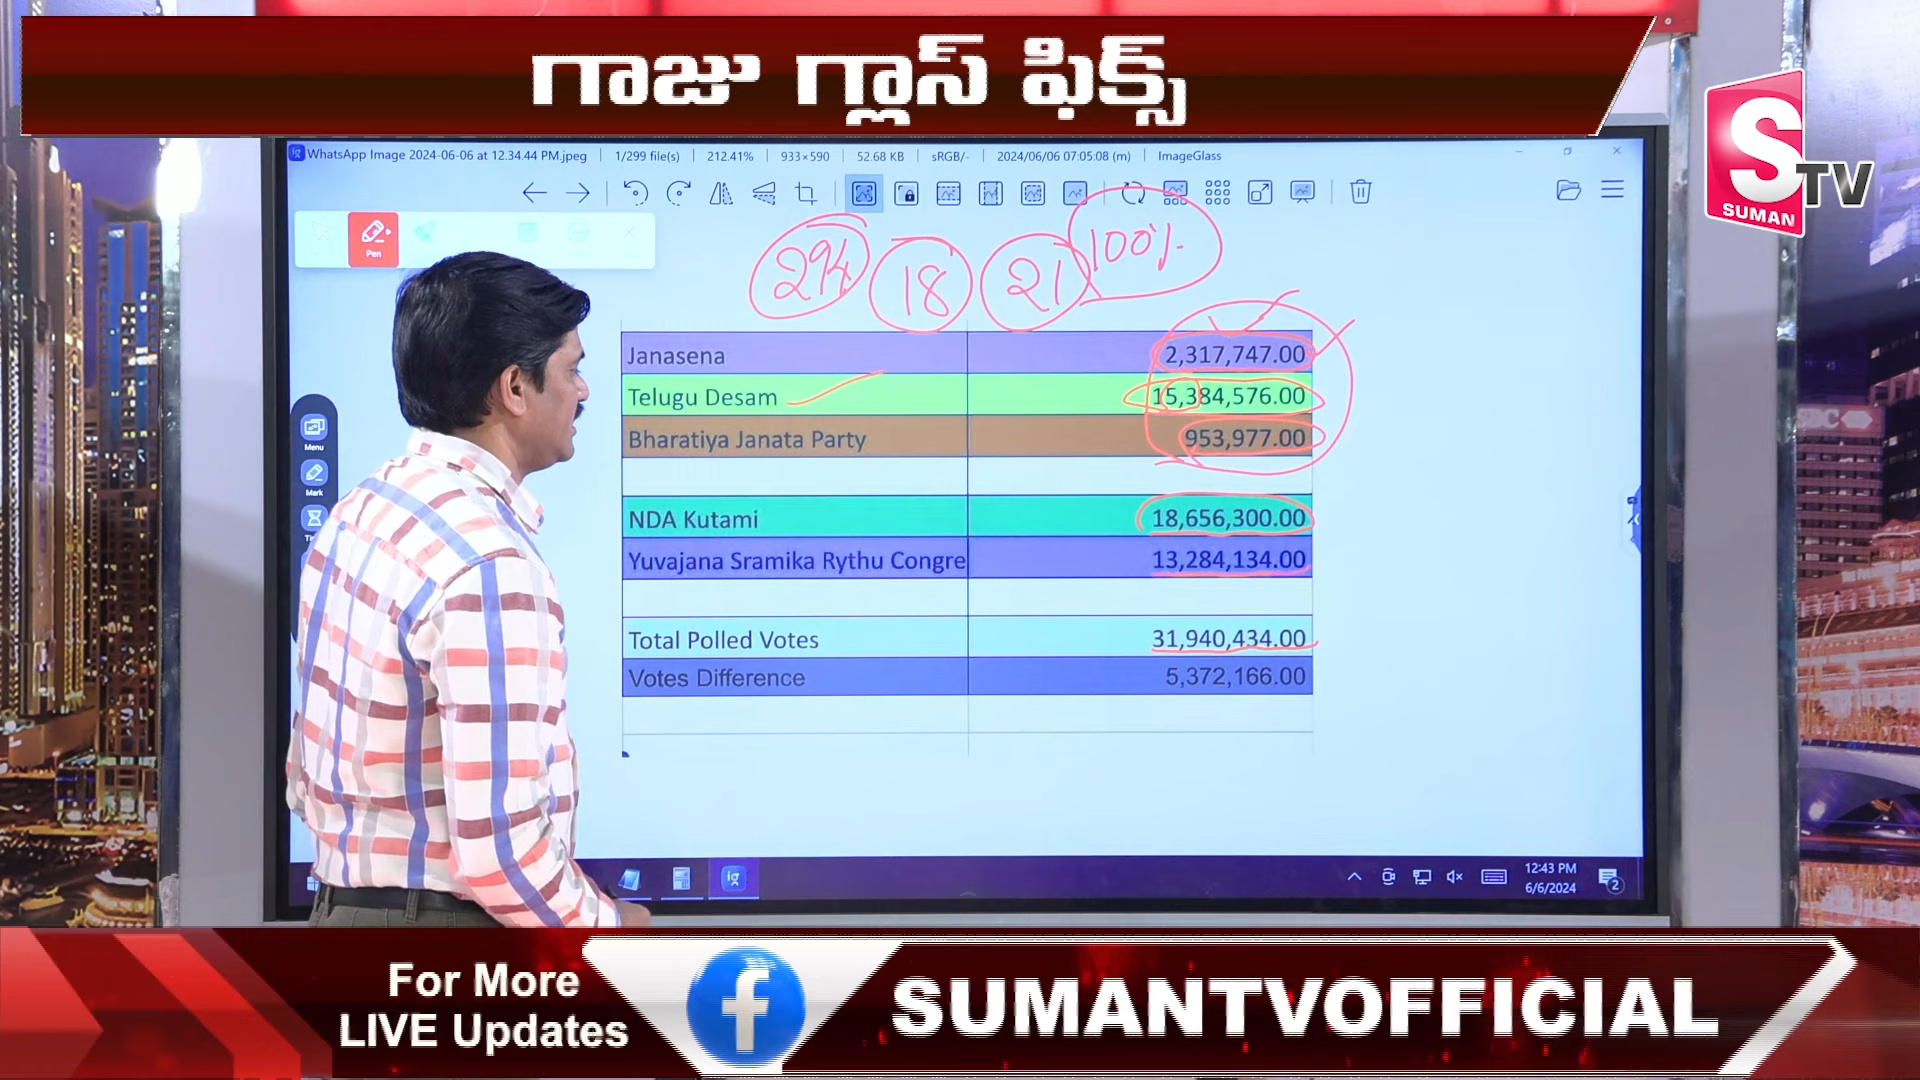 గాజు గ్లాస్ ఫిక్స్
S TV
SUMAN
WhatsApp Image 2024-06-06 at 12.34.44 PM.jpeg | 1/299 file(s) | 212.41% | 933×590 | 52.68 KB | sRGB/- | 2024/06/06 07:05:08 (m) | ImageGlass
Pen
294 18 21 100%
Janasena 2,317,747.00
Telugu Desam 15,384,576.00
Bharatiya Janata Party 953,977.00
NDA Kutami 18,656,300.00
Yuvajana Sramika Rythu Congre 13,284,134.00
Total Polled Votes 31,940,434.00
Votes Difference 5,372,166.00
Menu
Mark
ig
12:43 PM
6/6/2024
2
For More
LIVE Updates
f
SUMANTVOFFICIAL